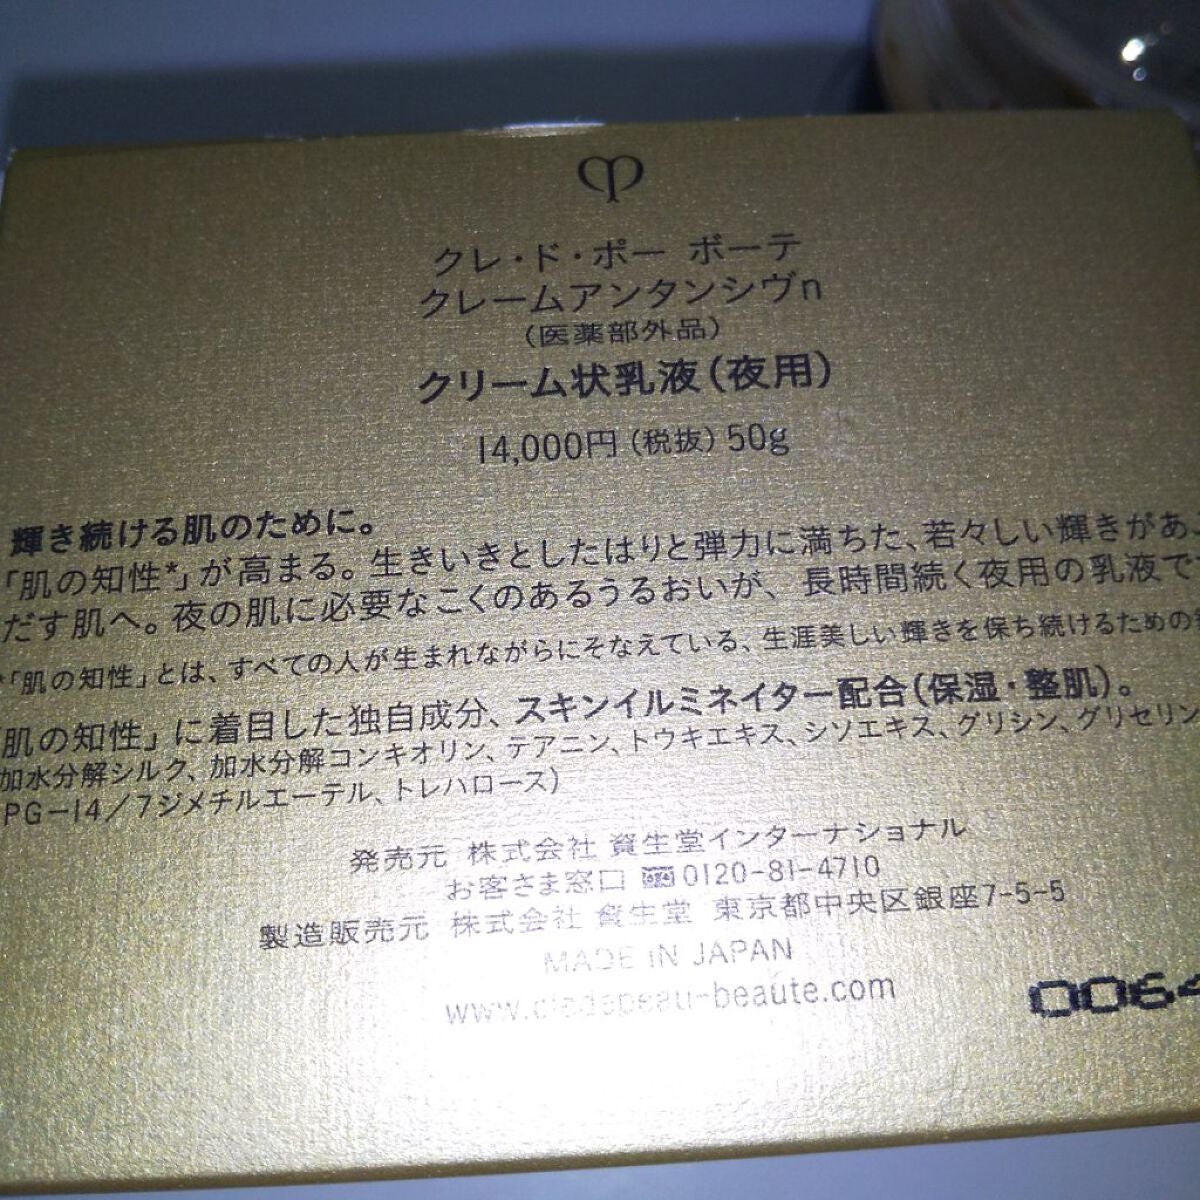 クレ・ド・ポー ボーテ
クレームアンタンシヴn
(医薬部外品)
クリーム状乳液(夜用)
14,000円(税抜)50g
輝き続ける肌のために。
「肌の知性*」が高まる。生きいきとしたはりと弾力に満ちた、若々しい輝きがあ
だす肌へ。夜の肌に必要なこくのあるうるおいが、長時間続く夜用の乳液で
*「肌の知性」とは、すべての人が生まれながらにそなえている、生涯美しい輝きを保ち続けるための
肌の知性」に着目した独自成分、スキンイルミネイター配合(保湿・整肌)。
加水分解シルク、加水分解コンキオリン、テアニン、トウキエキス、シソエキス、グリシン、グリセリン
PG-14/7ジメチルエーテル、トレハロース)
発売元 株式会社 資生堂インターナショナル
お客さま窓口 0120-81-4710
製造販売元 株式会社 資生堂 東京都中央区銀座7-5-5
MADE IN JAPAN
www.cledepeau-beaute.com
0064